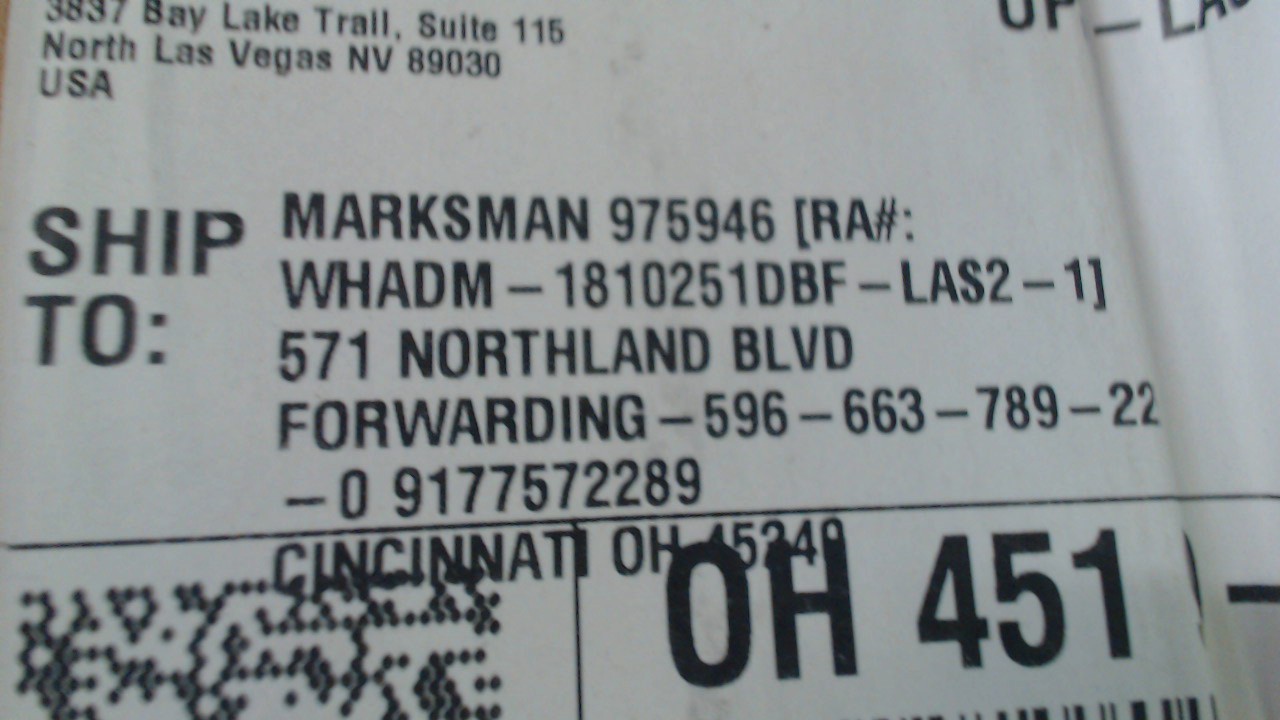 3837 Bay Lake Trail, Suite 115
North Las Vegas NV 89030
USA
SHIP TO:
MARKSMAN 975946 [RA#:
WHADM-1810251DBF-LAS2-1]
571 NORTHLAND BLVD
FORWARDING-596-663-789-22
-0 9177572289
CINCINNATI OH 45240
OH 451